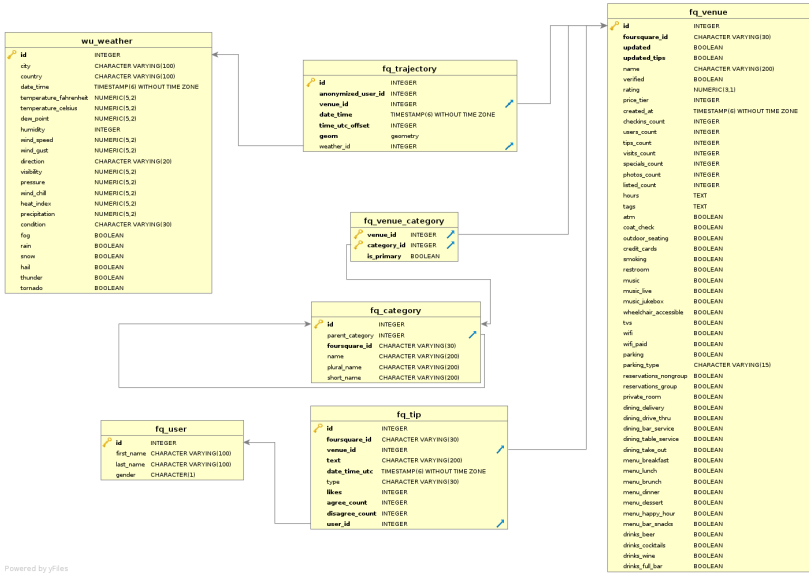 wu_weather
id INTEGER
city CHARACTER VARYING(100)
country CHARACTER VARYING(100)
date_time TIMESTAMP(6) WITHOUT TIME ZONE
temperature_fahrenheit NUMERIC(5,2)
temperature_celsius NUMERIC(5,2)
dew_point NUMERIC(5,2)
humidity INTEGER
wind_speed NUMERIC(5,2)
wind_gust NUMERIC(5,2)
direction CHARACTER VARYING(20)
visibility NUMERIC(5,2)
pressure NUMERIC(5,2)
wind_chill NUMERIC(5,2)
heat_index NUMERIC(5,2)
precipitation NUMERIC(5,2)
condition CHARACTER VARYING(30)
fog BOOLEAN
rain BOOLEAN
snow BOOLEAN
hail BOOLEAN
thunder BOOLEAN
tornado BOOLEAN
fq_trajectory
id INTEGER
anonymized_user_id INTEGER
venue_id INTEGER
date_time TIMESTAMP(6) WITHOUT TIME ZONE
time_utc_offset INTEGER
geom geometry
weather_id INTEGER
fq_venue_category
venue_id INTEGER
category_id INTEGER
is_primary BOOLEAN
fq_category
id INTEGER
parent_category INTEGER
foursquare_id CHARACTER VARYING(30)
name CHARACTER VARYING(200)
plural_name CHARACTER VARYING(200)
short_name CHARACTER VARYING(200)
fq_user
id INTEGER
first_name CHARACTER VARYING(100)
last_name CHARACTER VARYING(100)
gender CHARACTER(1)
fq_tip
id INTEGER
foursquare_id CHARACTER VARYING(30)
venue_id INTEGER
text CHARACTER VARYING(200)
date_time_utc TIMESTAMP(6) WITHOUT TIME ZONE
type CHARACTER VARYING(30)
likes INTEGER
agree_count INTEGER
disagree_count INTEGER
user_id INTEGER
fq_venue
id INTEGER
foursquare_id CHARACTER VARYING(30)
updated BOOLEAN
updated_tips BOOLEAN
name CHARACTER VARYING(200)
verified BOOLEAN
rating NUMERIC(3,1)
price_tier INTEGER
created_at TIMESTAMP(6) WITHOUT TIME ZONE
checkins_count INTEGER
users_count INTEGER
tips_count INTEGER
visits_count INTEGER
specials_count INTEGER
photos_count INTEGER
listed_count INTEGER
hours TEXT
tags TEXT
atm BOOLEAN
coat_check BOOLEAN
outdoor_seating BOOLEAN
credit_cards BOOLEAN
smoking BOOLEAN
restroom BOOLEAN
music BOOLEAN
music_live BOOLEAN
music_jukebox BOOLEAN
wheelchair_accessible BOOLEAN
tvs BOOLEAN
wifi BOOLEAN
wifi_paid BOOLEAN
parking BOOLEAN
parking_type CHARACTER VARYING(15)
reservations_nongroup BOOLEAN
reservations_group BOOLEAN
private_room BOOLEAN
dining_delivery BOOLEAN
dining_drive_thru BOOLEAN
dining_bar_service BOOLEAN
dining_table_service BOOLEAN
dining_take_out BOOLEAN
menu_breakfast BOOLEAN
menu_lunch BOOLEAN
menu_brunch BOOLEAN
menu_dinner BOOLEAN
menu_dessert BOOLEAN
menu_happy_hour BOOLEAN
menu_bar_snacks BOOLEAN
drinks_beer BOOLEAN
drinks_cocktails BOOLEAN
drinks_wine BOOLEAN
drinks_full_bar BOOLEAN
Powered by yFiles